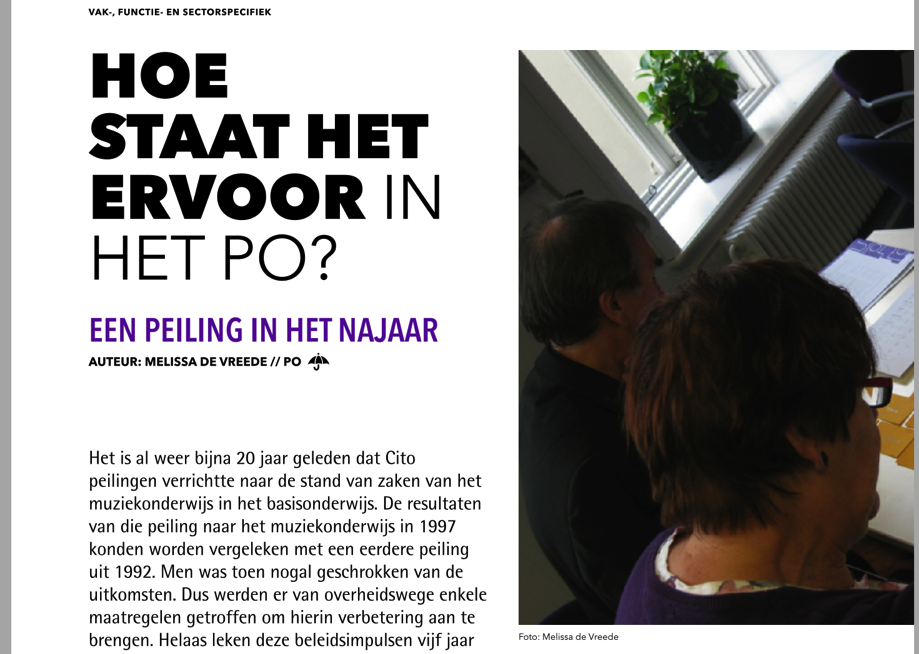 VAK-, FUNCTIE- EN SECTORSPECIFIEK
HOE
STAAT HET
ERVOOR IN
HET PO?
EEN PEILING IN HET NAJAAR
AUTEUR: MELISSA DE VREEDE // PO
Het is al weer bijna 20 jaar geleden dat Cito
peilingen verrichtte naar de stand van zaken van het
muziekonderwijs in het basisonderwijs. De resultaten
van die peiling naar het muziekonderwijs in 1997
konden worden vergeleken met een eerdere peiling
uit 1992. Men was toen nogal geschrokken van de
uitkomsten. Dus werden er van overheidswege enkele
maatregelen getroffen om hierin verbetering aan te
brengen. Helaas leken deze beleidsimpulsen vijf jaar
Foto: Melissa de Vreede